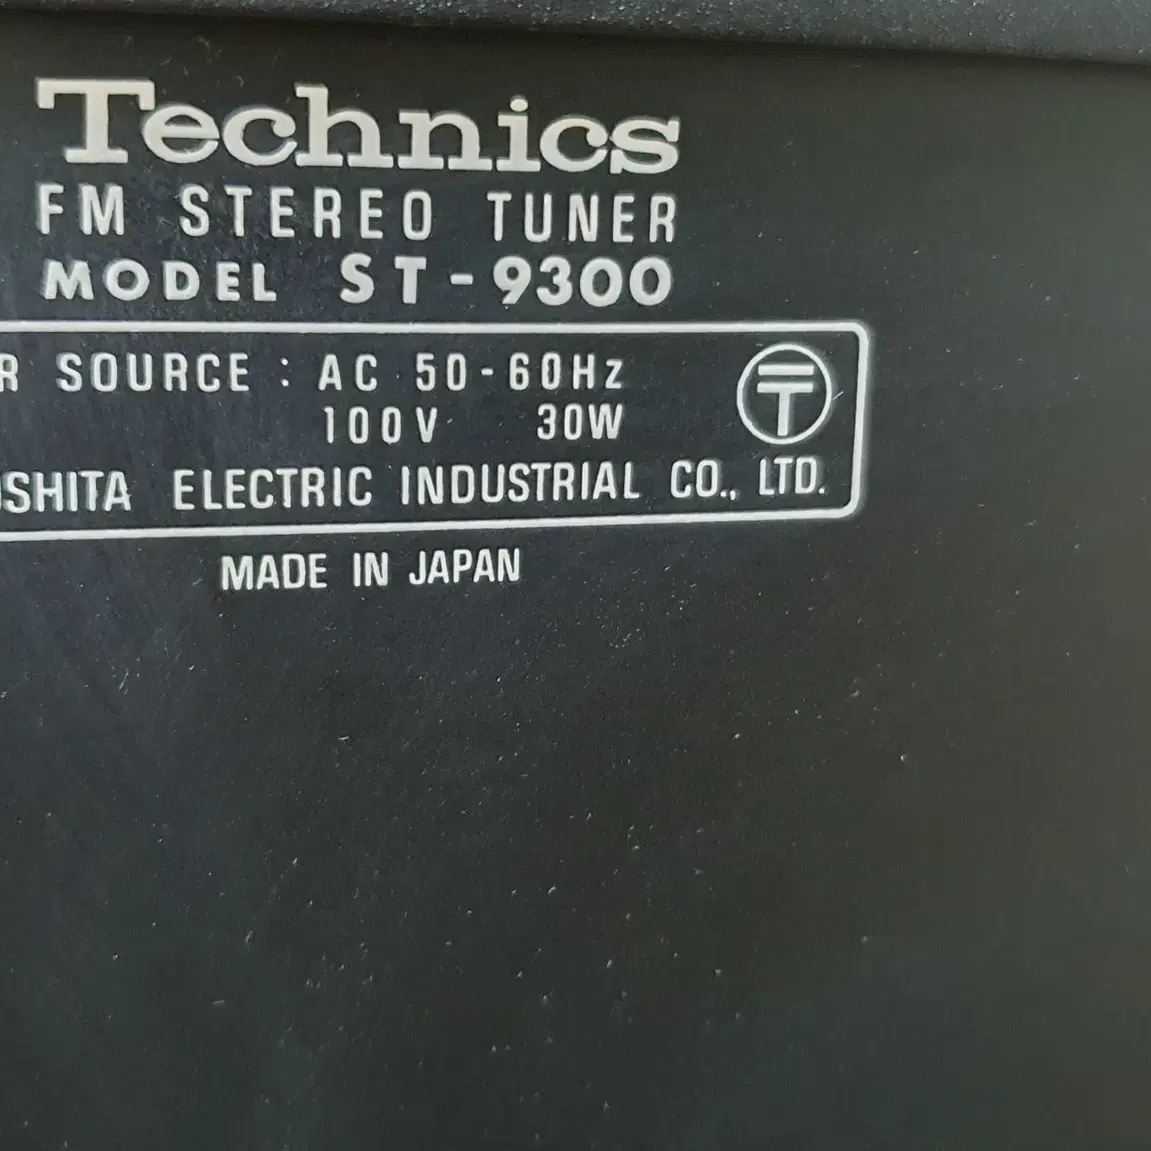 Technics
FM STEREO TUNER
MODEL ST-9300
R SOURCE : AC 50-60Hz
100V 30W
SHITA ELECTRIC INDUSTRIAL CO., LTD.
MADE IN JAPAN